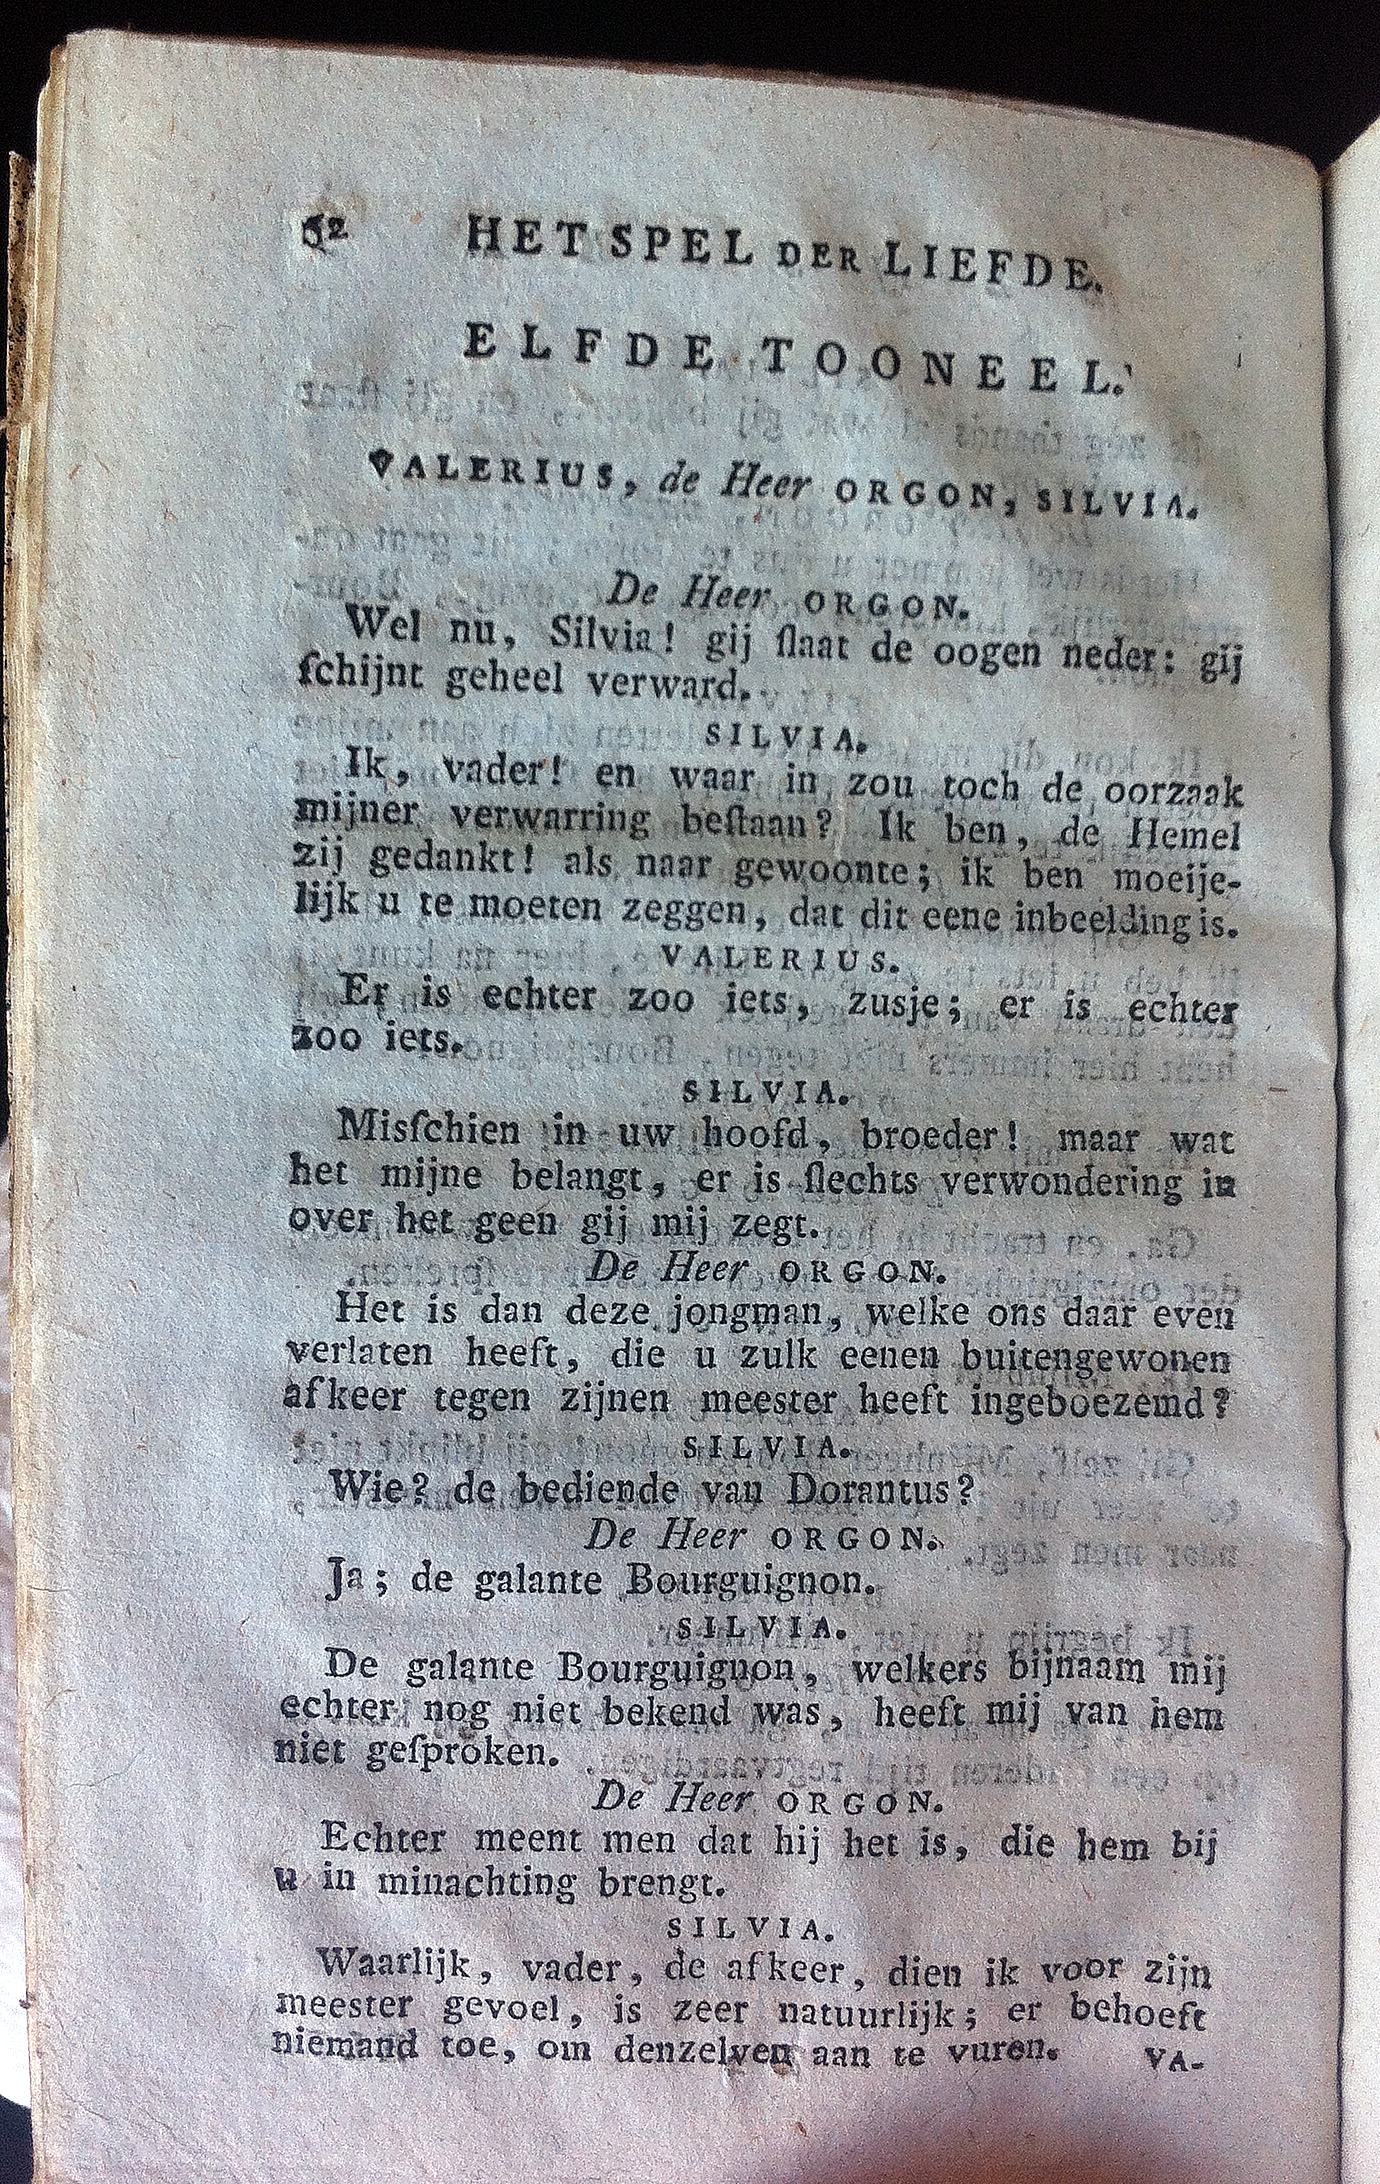 62 HET SPEL DER LIEFDE.
ELFDE TOONEEL.
VALERIUS, de Heer ORGON, SILVIA.
De Heer ORGON.
Wel nu, Silvia! gij ſlaat de oogen neder: gij
ſchijnt geheel verward.
SILVIA.
Ik, vader! en waar in zou toch de oorzaak
mijner verwarring beſtaan? Ik ben, de Hemel
zij gedankt! als naar gewoonte; ik ben moeije-
lijk u te moeten zeggen, dat dit eene inbeelding is.
VALERIUS.
Er is echter zoo iets, zusje; er is echter
zoo iets.
SILVIA.
Misſchien in uw hoofd, broeder! maar wat
het mijne belangt, er is ſlechts verwondering in
over het geen gij mij zegt.
De Heer ORGON.
Het is dan deze jongman, welke ons daar even
verlaten heeft, die u zulk eenen buitengewonen
afkeer tegen zijnen meester heeft ingeboezemd?
SILVIA.
Wie? de bediende van Dorantus?
De Heer ORGON.
Ja; de galante Bourguignon.
SILVIA.
De galante Bourguignon, welkers bijnaam mij
echter nog niet bekend was, heeft mij van hem
niet geſproken.
De Heer ORGON.
Echter meent men dat hij het is, die hem bij
u in minachting brengt.
SILVIA.
Waarlijk, vader, de afkeer, dien ik voor zijn
meester gevoel, is zeer natuurlijk; er behoeft
niemand toe, om denzelven aan te vuren.
VA-